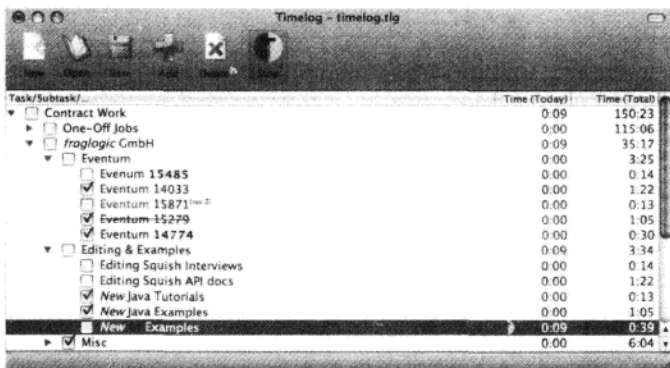 Timelog - timelog.tlg
New Open Save Add Delete Stop
Task/Subtask/... Time (Today) Time (Total)
Contract Work 0:09 150:23
One-Off Jobs 0:00 115:06
froglogic GmbH 0:09 35:17
Eventum 0:00 3:25
Evenum 15485 0:00 0:14
Eventum 14033 0:00 1:22
Eventum 15871 0:00 0:13
Eventum 15279 0:00 1:05
Eventum 14774 0:00 0:30
Editing & Examples 0:09 3:34
Editing Squish Interviews 0:00 0:14
Editing Squish API docs 0:00 1:22
New Java Tutorials 0:00 0:13
New Java Examples 0:00 1:05
New Examples 0:09 0:39
Misc 0:00 6:04